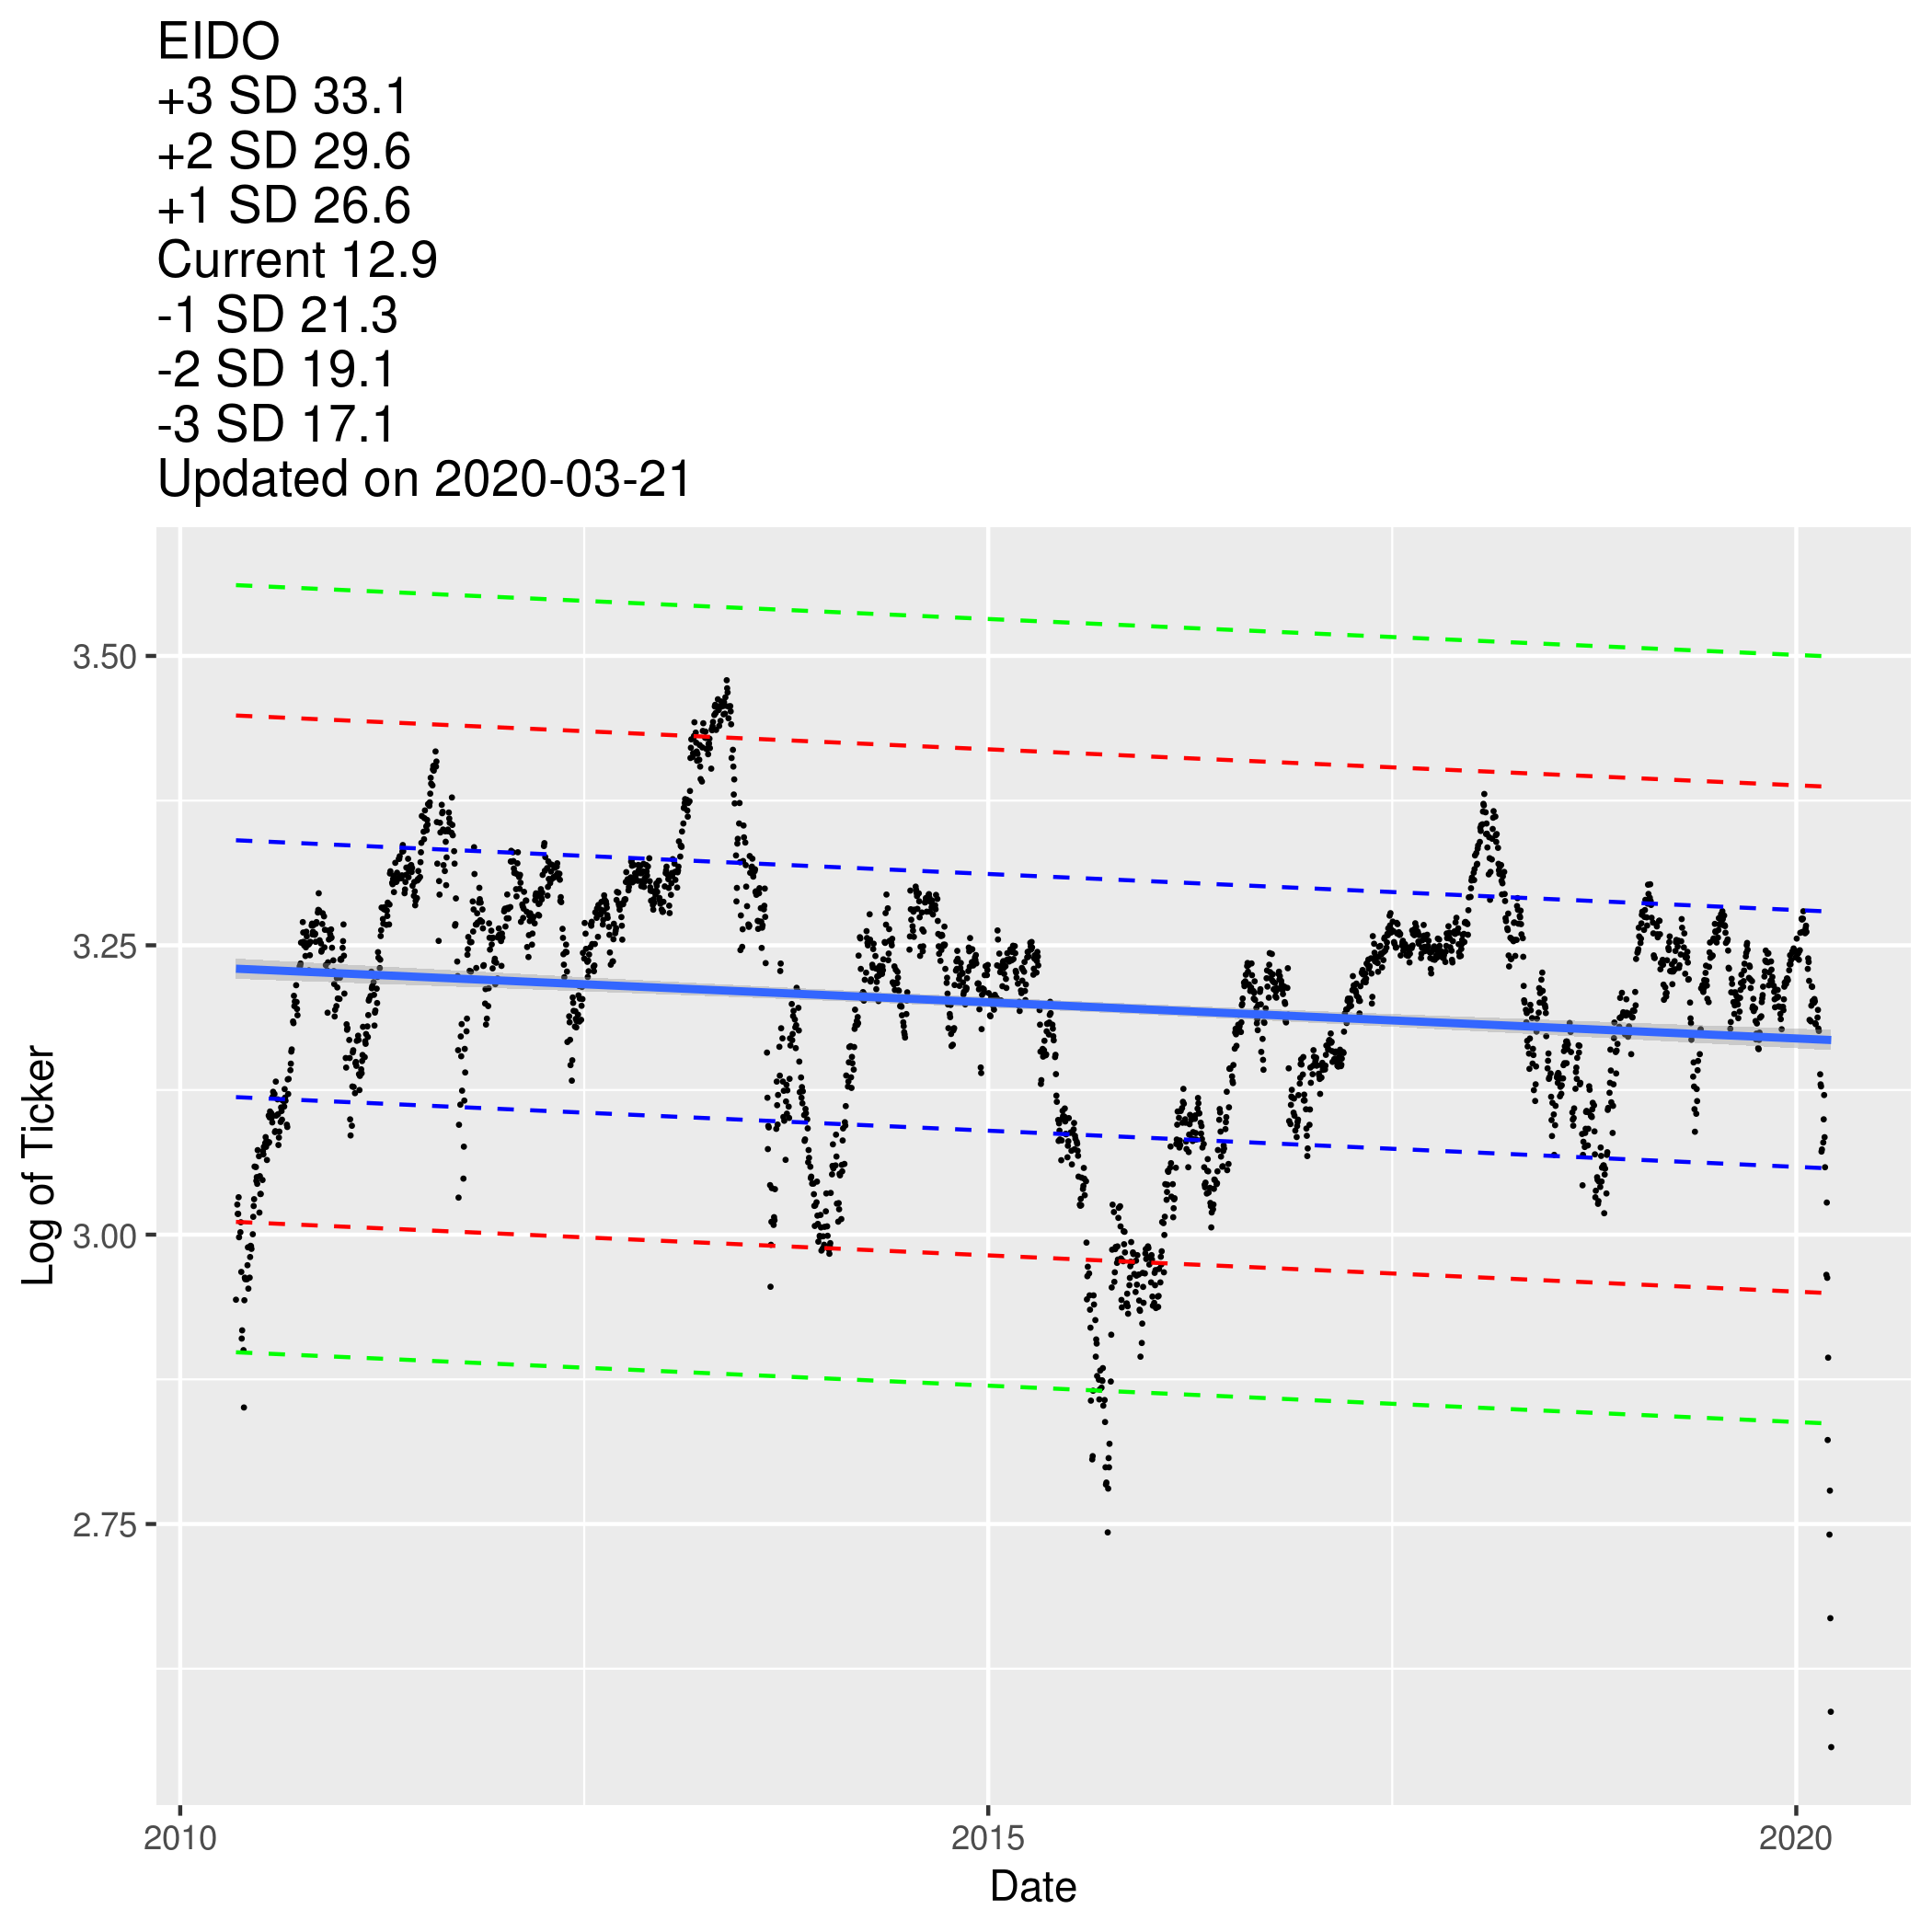 EIDO
+3 SD 33.1
+2 SD 29.6
+1 SD 26.6
Current 12.9
-1 SD 21.3
-2 SD 19.1
-3 SD 17.1
Updated on 2020-03-21
3.50
3.25
3.00
2.75
Log of Ticker
2010
2015
2020
Date